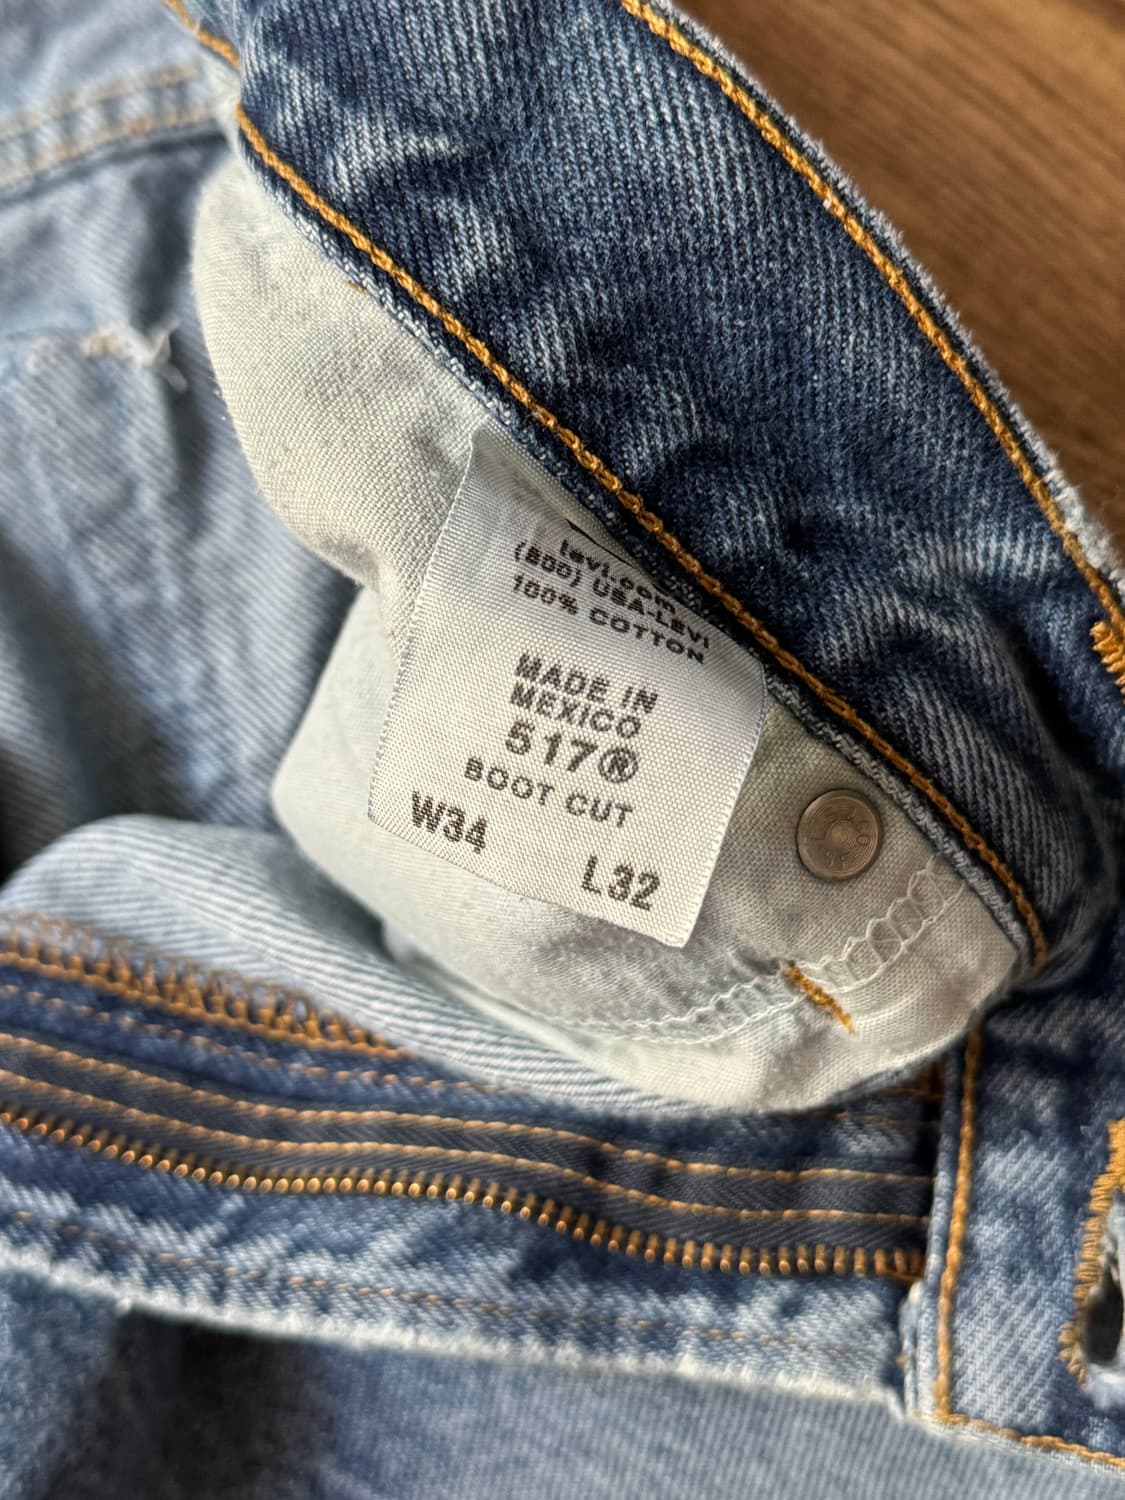 levi.com
(800) USA-LEVI
100% COTTON
MADE IN
MEXICO
517®
BOOT CUT
W34 L32